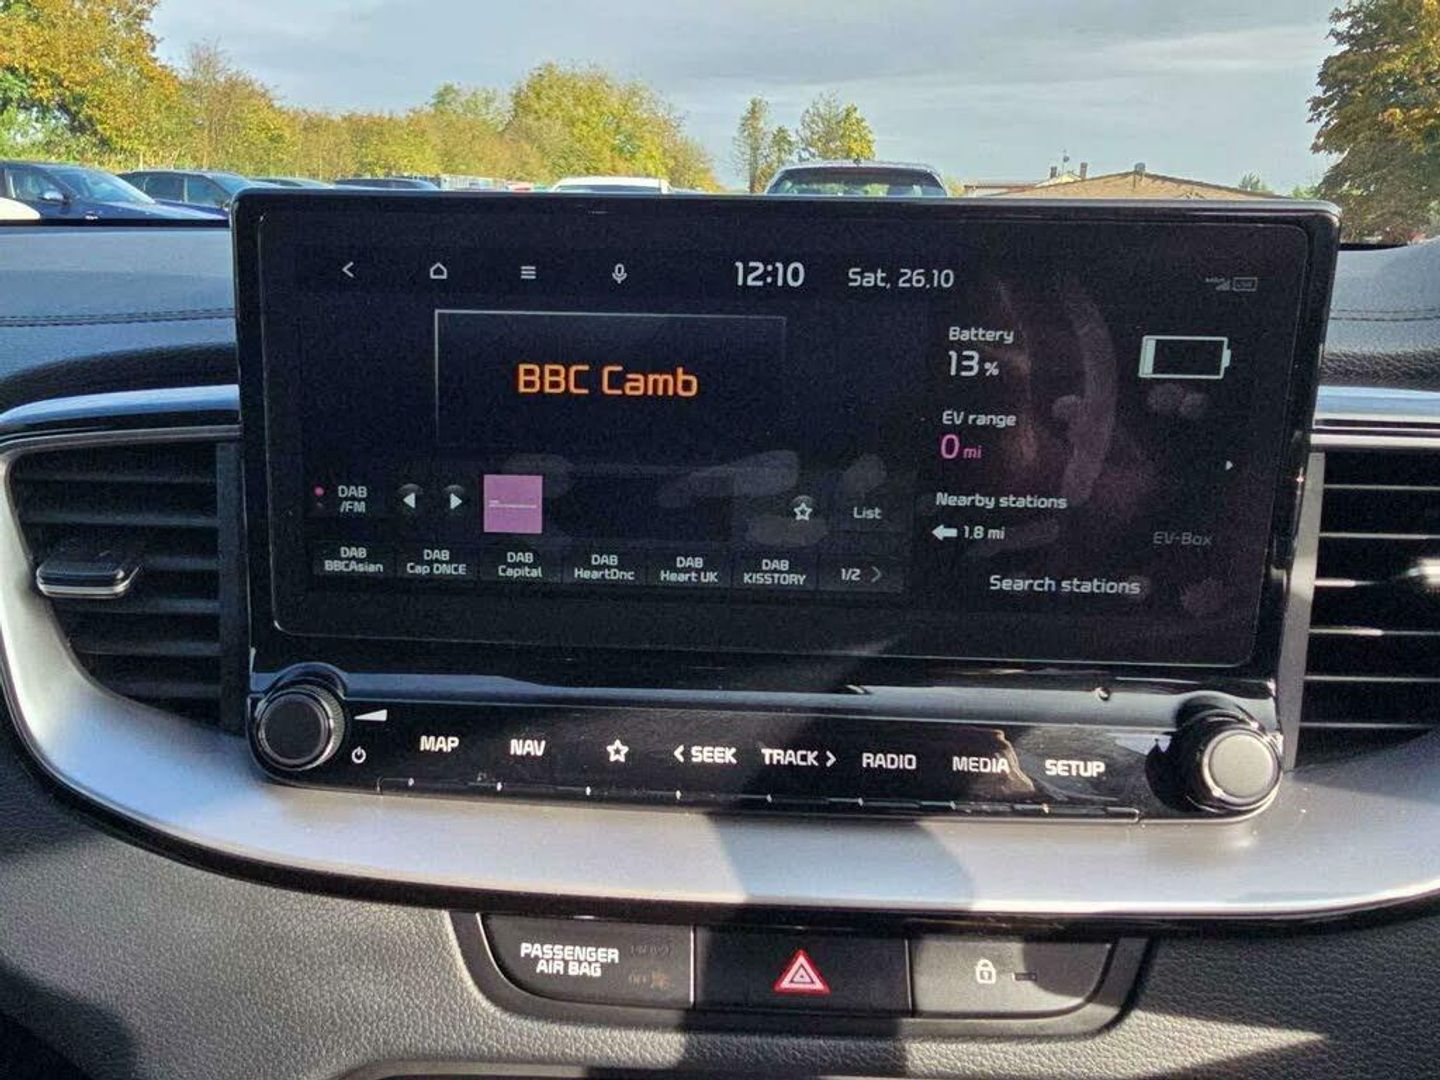 12:10 Sat, 26.10
BBC Camb
Battery
13 %
EV range
0 mi
Nearby stations
1.8 mi EV-Box
Search stations
DAB
/FM
List
DAB
BBCAsian
DAB
Cap DNCE
DAB
Capital
DAB
HeartDnc
DAB
Heart UK
DAB
KISSTORY
1/2
MAP NAV SEEK TRACK RADIO MEDIA SETUP
PASSENGER
AIR BAG
OFF